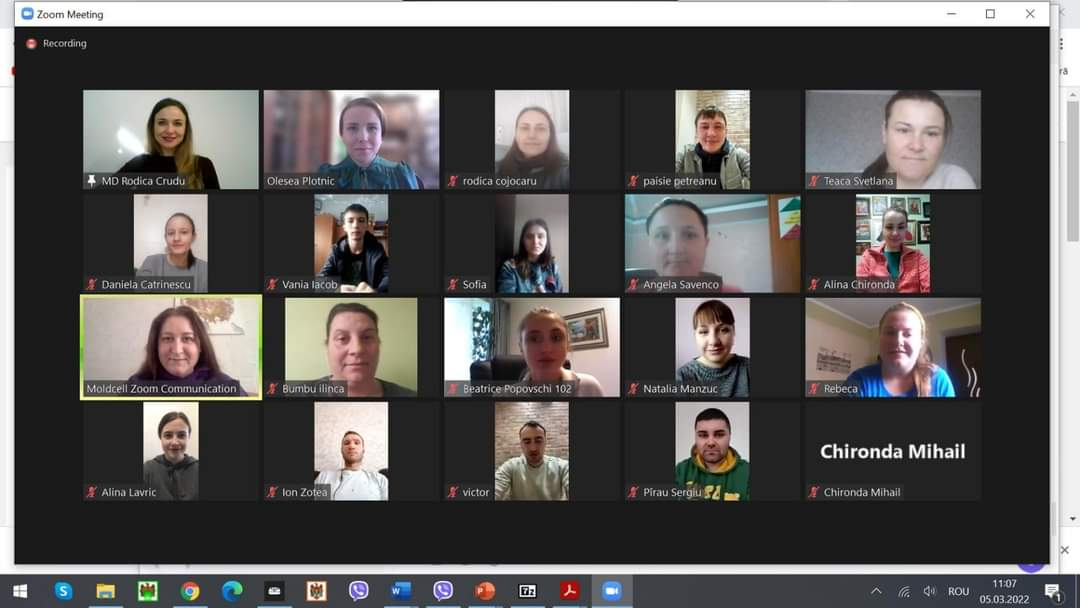 Zoom Meeting
Recording
MD Rodica Crudu
Olesea Plotnic
rodica cojocaru
paisie petreanu
Teaca Svetlana
Daniela Catrinescu
Vania Iacob
Sofia
Angela Savenco
Alina Chironda
Moldcell Zoom Communication
Bumbu ilinca
Beatrice Popovschi 102
Natalia Manzuc
Rebeca
Alina Lavric
Ion Zotea
victor
Pîrau Sergiu
Chironda Mihail
Chironda Mihail
ră
ROU
11:07
05.03.2022
1